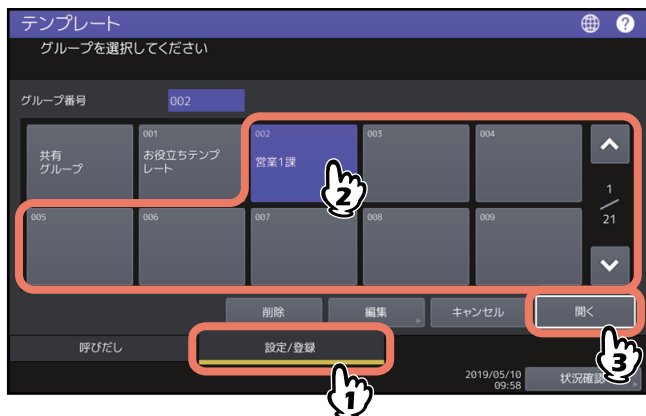 テンプレート
?
グループを選択してください
グループ番号
002
共有
グループ
001
お役立ちテンプ
レート
002
営業1課
003
004
1
21
005
006
007
008
009
2
削除
編集
キャンセル
開く
3
呼びだし
設定/登録
1
2019/05/10
09:58
状況確認